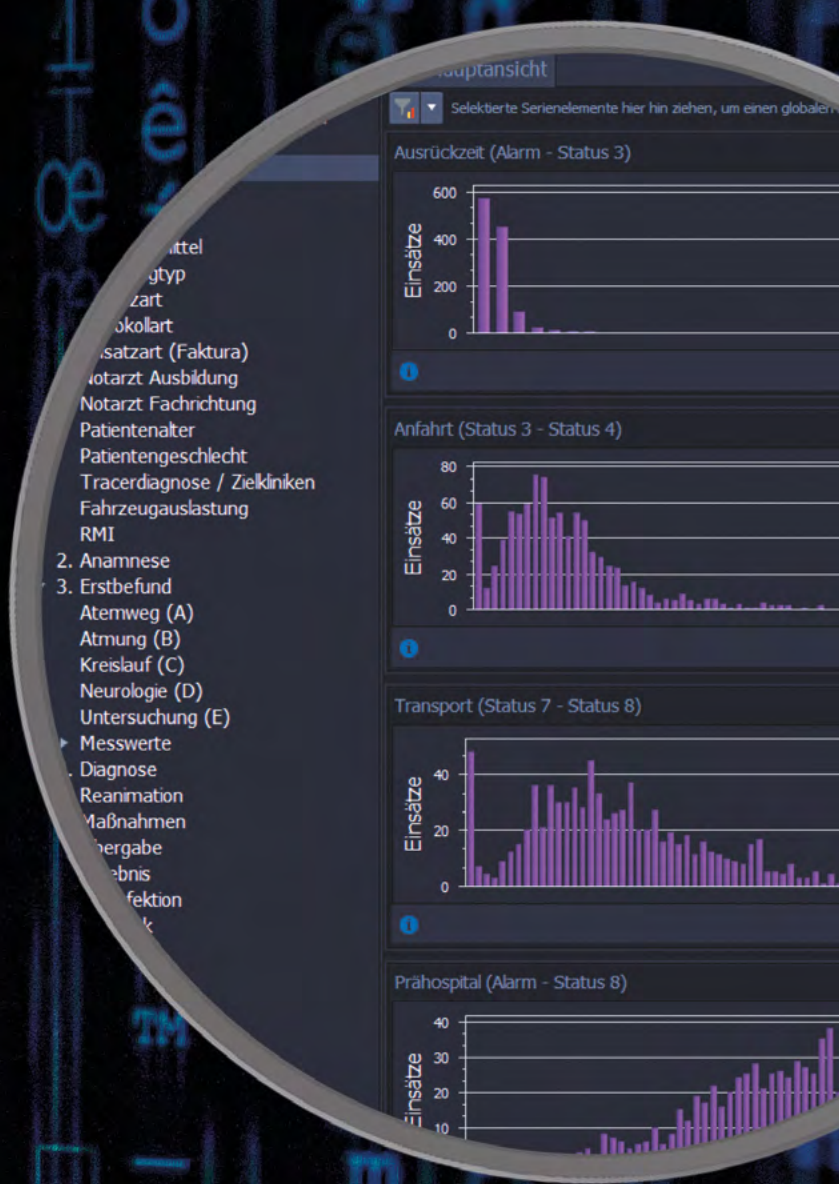 Selektierte Serienelemente hier hin ziehen, um einen globalen
Ausrückzeit (Alarm - Status 3)
600
400
200
0
Einsätze
(Faktura)
Notarzt Ausbildung
Notarzt Fachrichtung
Patientenalter
Patientengeschlecht
Tracerdiagnose / Zielkliniken
Fahrzeugauslastung
RMI
2. Anamnese
3. Erstbefund
Atemweg (A)
Atmung (B)
Kreislauf (C)
Neurologie (D)
Untersuchung (E)
Messwerte
Diagnose
Reanimation
Maßnahmen
Anfahrt (Status 3 - Status 4)
80
60
40
20
0
Einsätze
Transport (Status 7 - Status 8)
40
20
0
Einsätze
Prähospital (Alarm - Status 8)
40
30
20
10
Einsätze
TM